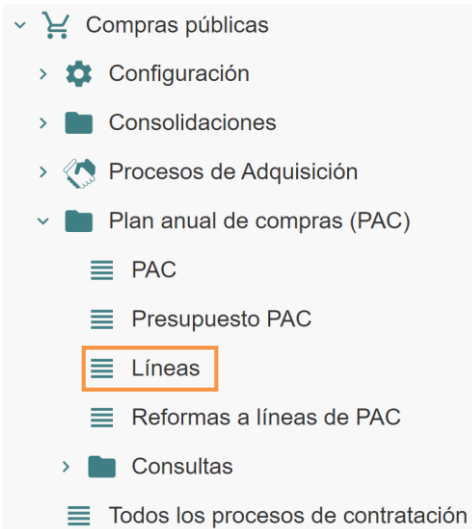 Compras públicas
Configuración
Consolidaciones
Procesos de Adquisición
Plan anual de compras (PAC)
PAC
Presupuesto PAC
Líneas
Reformas a líneas de PAC
Consultas
Todos los procesos de contratación